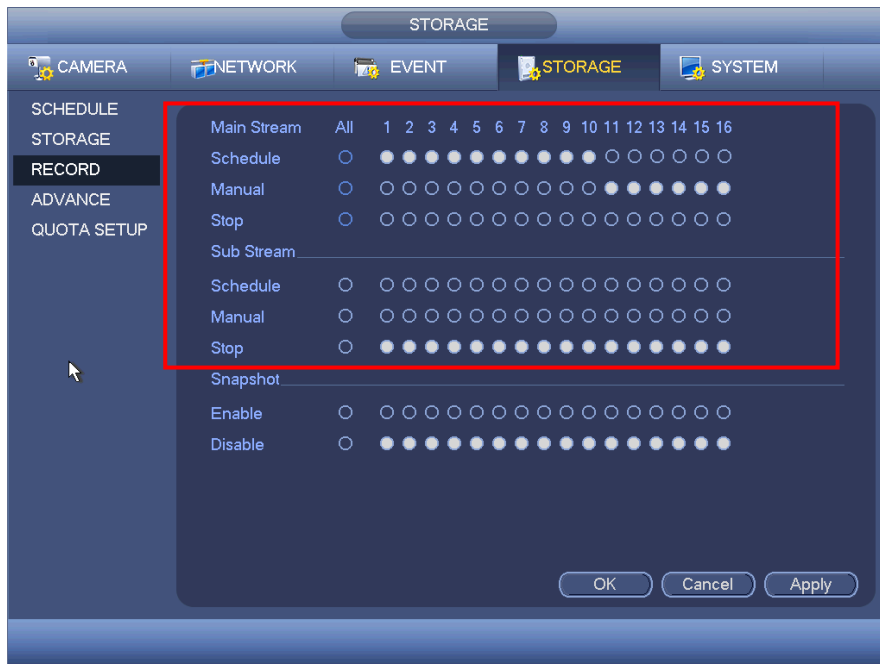 STORAGE
CAMERA NETWORK EVENT STORAGE SYSTEM
SCHEDULE
STORAGE
RECORD
ADVANCE
QUOTA SETUP
Main Stream All 1 2 3 4 5 6 7 8 9 10 11 12 13 14 15 16
Schedule
Manual
Stop
Sub Stream
Schedule
Manual
Stop
Snapshot
Enable
Disable
OK Cancel Apply